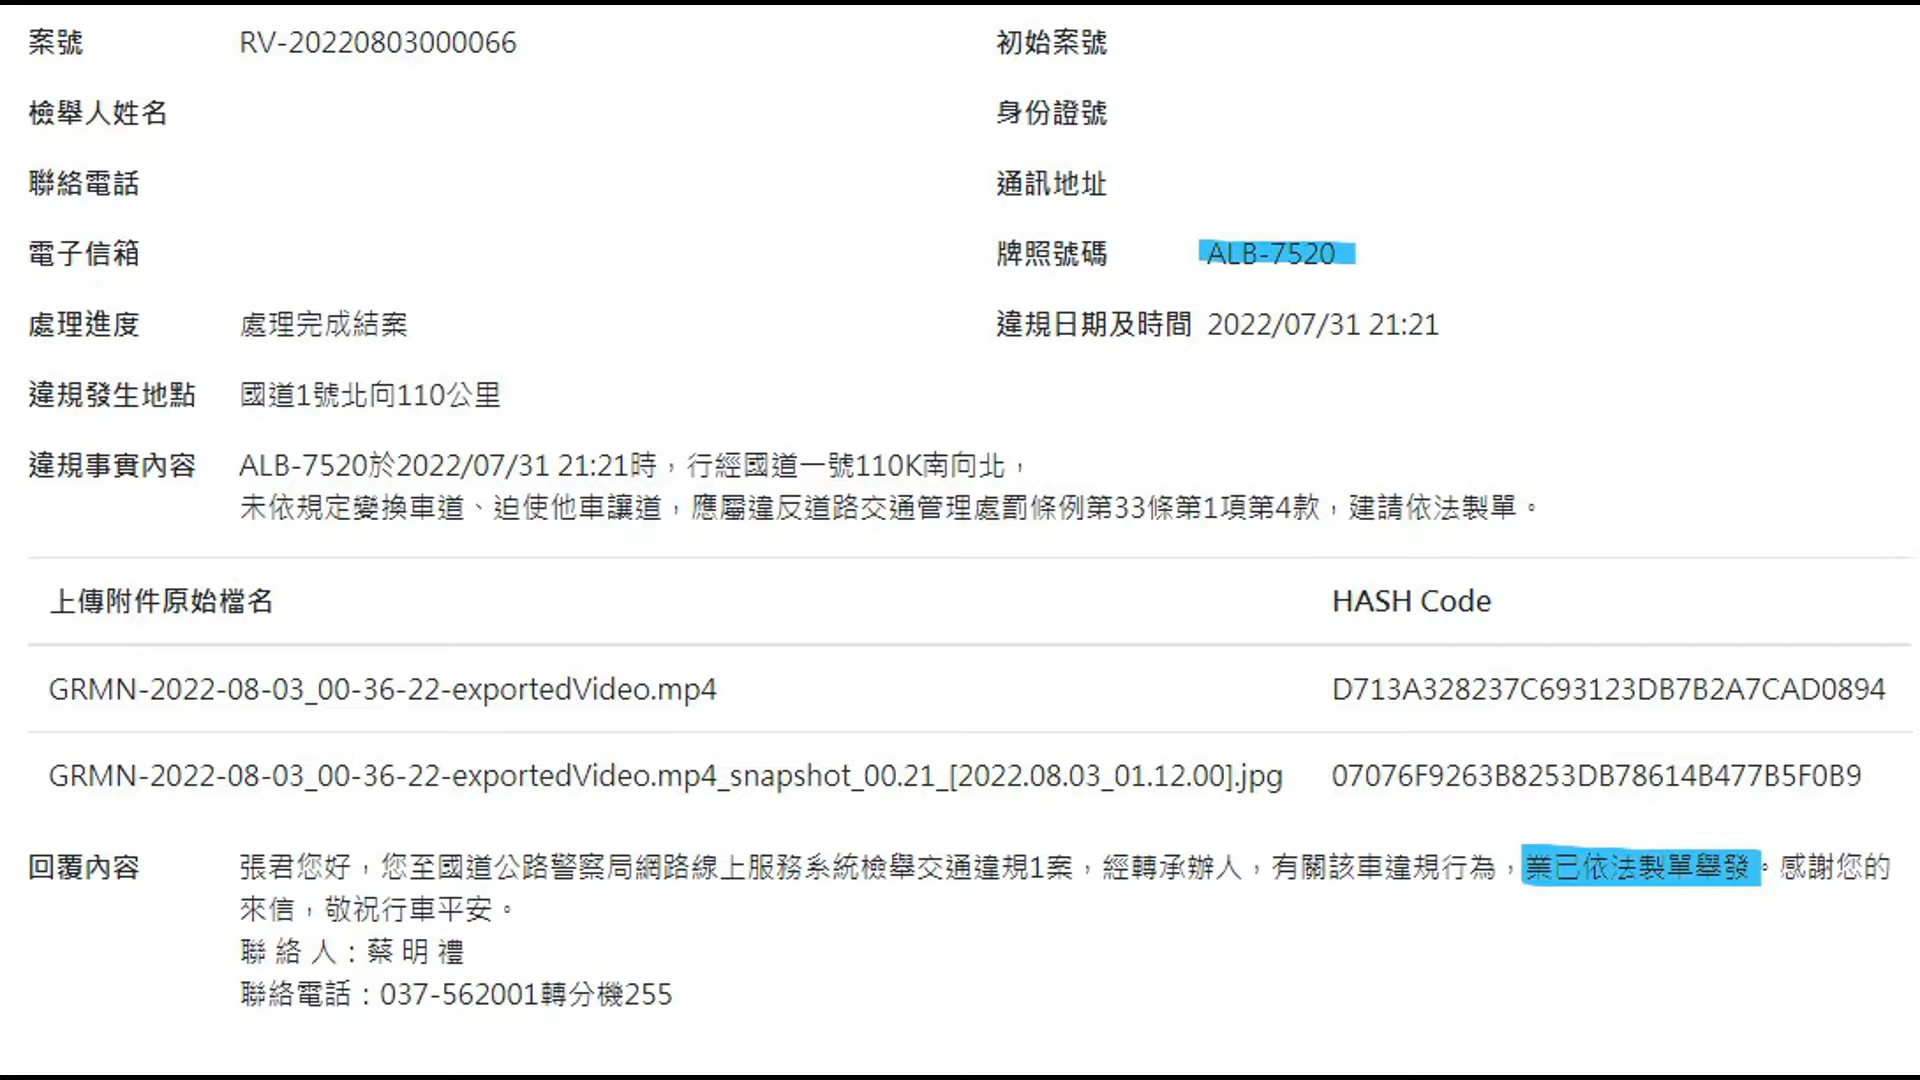 案號 RV-20220803000066 初始案號
檢舉人姓名 身份證號
聯絡電話 通訊地址
電子信箱 牌照號碼 ALB-7520
處理進度 處理完成結案 違規日期及時間 2022/07/31 21:21
違規發生地點 國道1號北向110公里
違規事實內容 ALB-7520於2022/07/31 21:21時，行經國道一號110K南向北，
未依規定變換車道、迫使他車讓道，應屬違反道路交通管理處罰條例第33條第1項第4款，建請依法製單。
上傳附件原始檔名 HASH Code
GRMN-2022-08-03_00-36-22-exportedVideo.mp4 D713A328237C693123DB7B2A7CAD0894
GRMN-2022-08-03_00-36-22-exportedVideo.mp4_snapshot_00.21_[2022.08.03_01.12.00].jpg 07076F9263B8253DB78614B477B5F0B9
回覆內容 張君您好，您至國道公路警察局網路線上服務系統檢舉交通違規1案，經轉承辦人，有關該車違規行為，業已依法製單舉發。感謝您的
來信，敬祝行車平安。
聯 絡 人：蔡 明 禮
聯絡電話：037-562001轉分機255